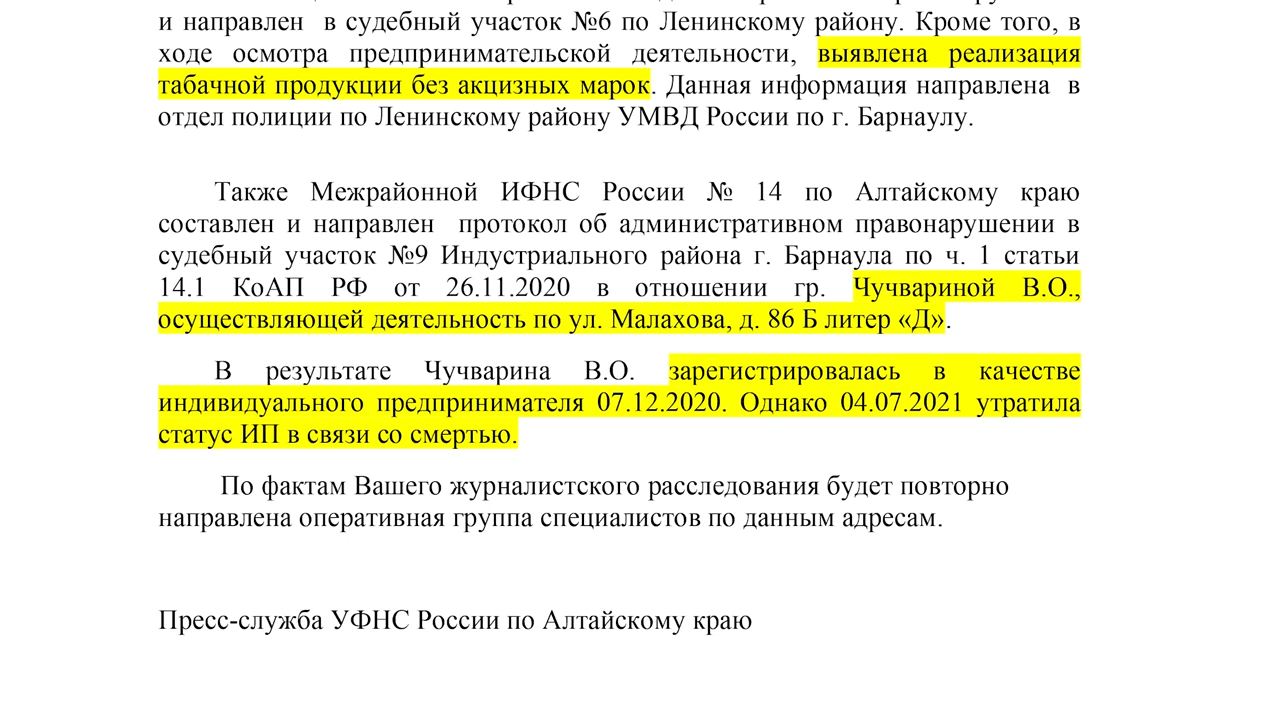 и направлен в судебный участок №6 по Ленинскому району. Кроме того, в
ходе осмотра предпринимательской деятельности, выявлена реализация
табачной продукции без акцизных марок. Данная информация направлена в
отдел полиции по Ленинскому району УМВД России по г. Барнаулу.
Также Межрайонной ИФНС России № 14 по Алтайскому краю
составлен и направлен протокол об административном правонарушении в
судебный участок №9 Индустриального района г. Барнаула по ч. 1 статьи
14.1 КоАП РФ от 26.11.2020 в отношении гр. Чучвариной В.О.,
осуществляющей деятельность по ул. Малахова, д. 86 Б литер «Д».
В результате Чучварина В.О. зарегистрировалась в качестве
индивидуального предпринимателя 07.12.2020. Однако 04.07.2021 утратила
статус ИП в связи со смертью.
По фактам Вашего журналистского расследования будет повторно
направлена оперативная группа специалистов по данным адресам.
Пресс-служба УФНС России по Алтайскому краю